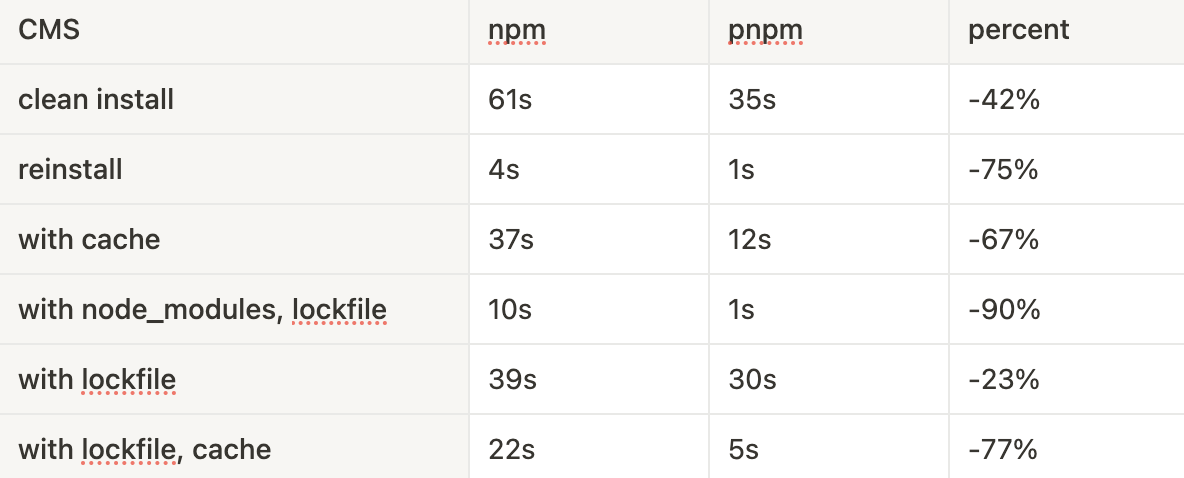 CMS npm pnpm percent
clean install 61s 35s -42%
reinstall 4s 1s -75%
with cache 37s 12s -67%
with node_modules, lockfile 10s 1s -90%
with lockfile 39s 30s -23%
with lockfile, cache 22s 5s -77%